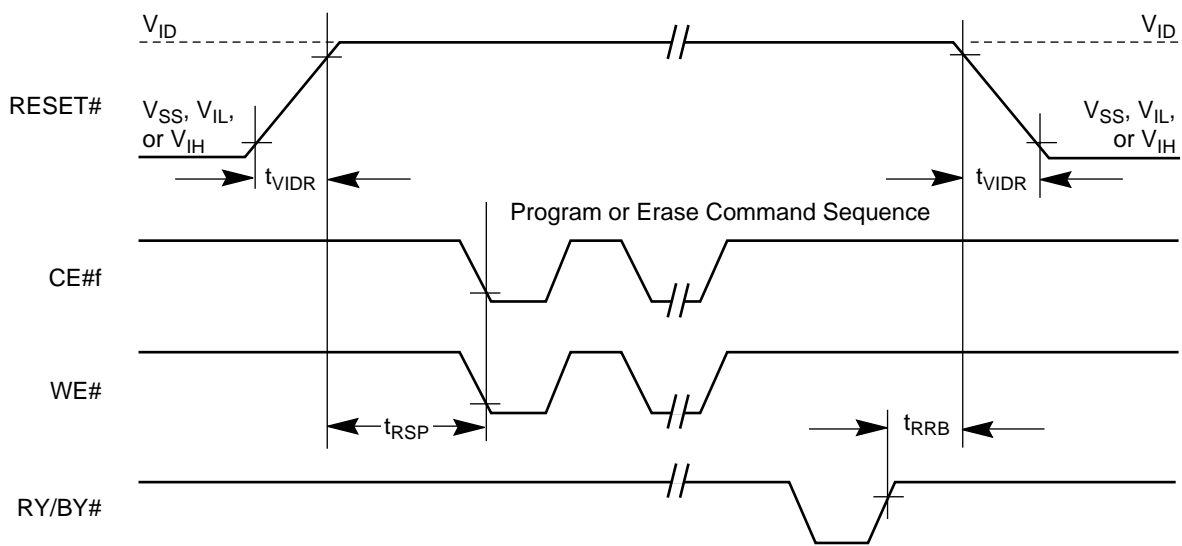 VID
VID
RESET#
VSS, VIL,
or VIH
VSS, VIL,
or VIH
tVIDR
tVIDR
Program or Erase Command Sequence
CE#f
WE#
tRSP
tRRB
RY/BY#